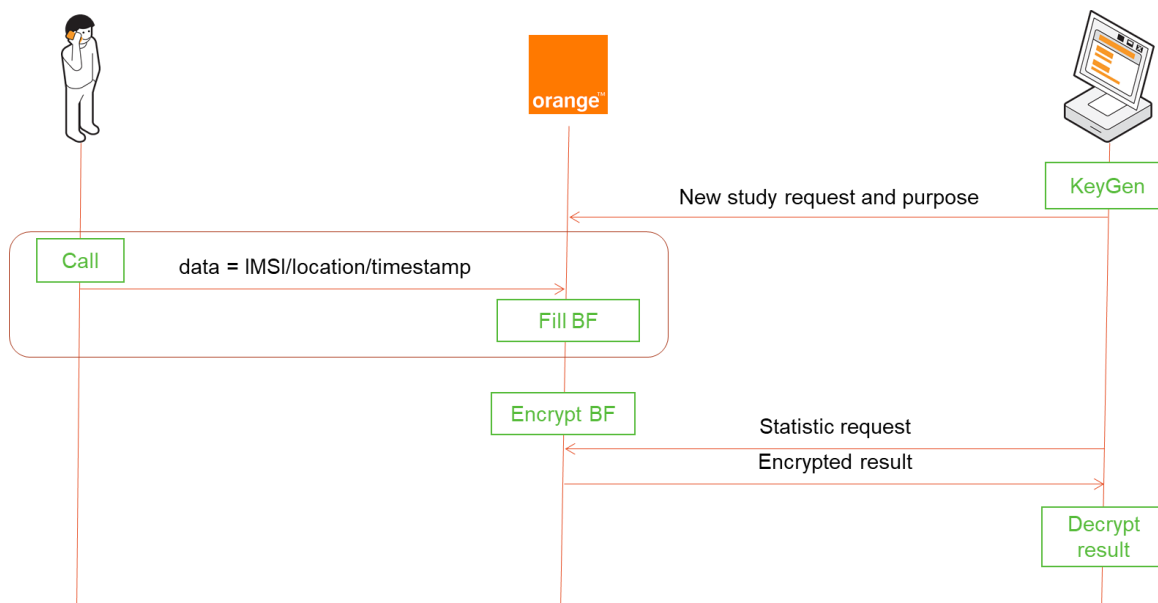 orange™
KeyGen
New study request and purpose
Call
data = IMSI/location/timestamp
Fill BF
Encrypt BF
Statistic request
Encrypted result
Decrypt
result